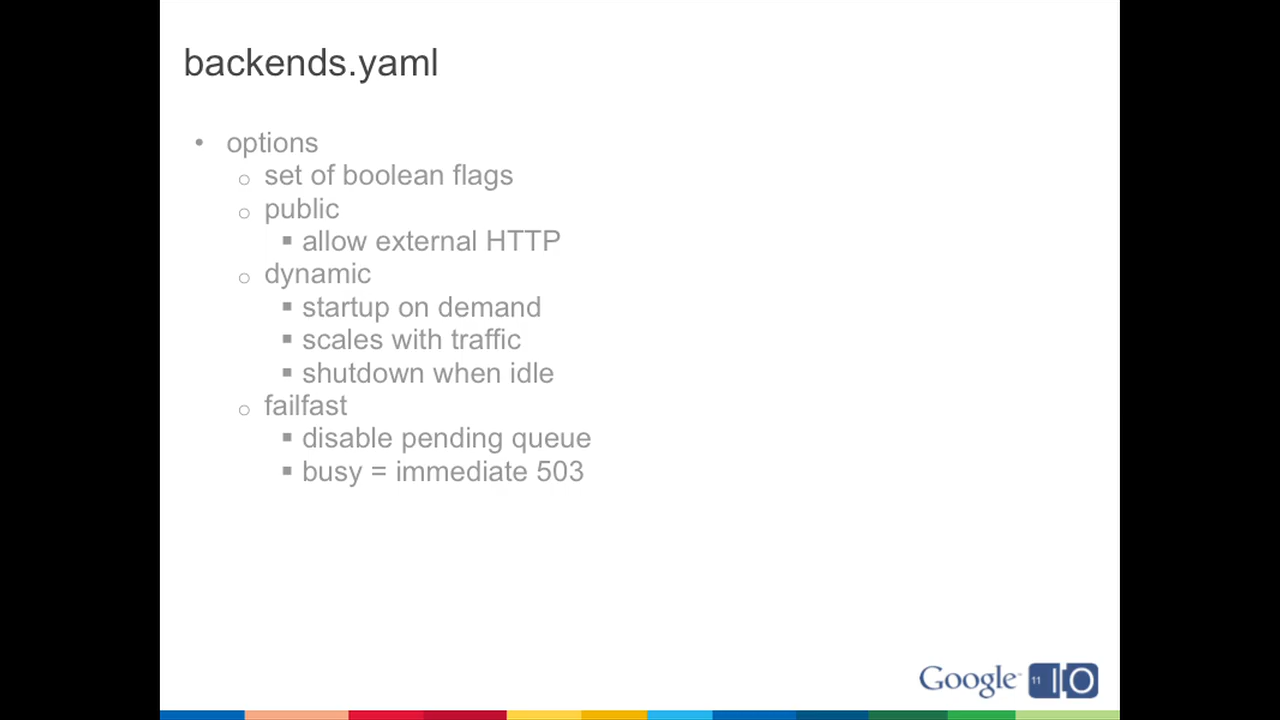 backends.yaml
• options
o set of boolean flags
o public
▪ allow external HTTP
o dynamic
▪ startup on demand
▪ scales with traffic
▪ shutdown when idle
o failfast
▪ disable pending queue
▪ busy = immediate 503
Google 11 IO